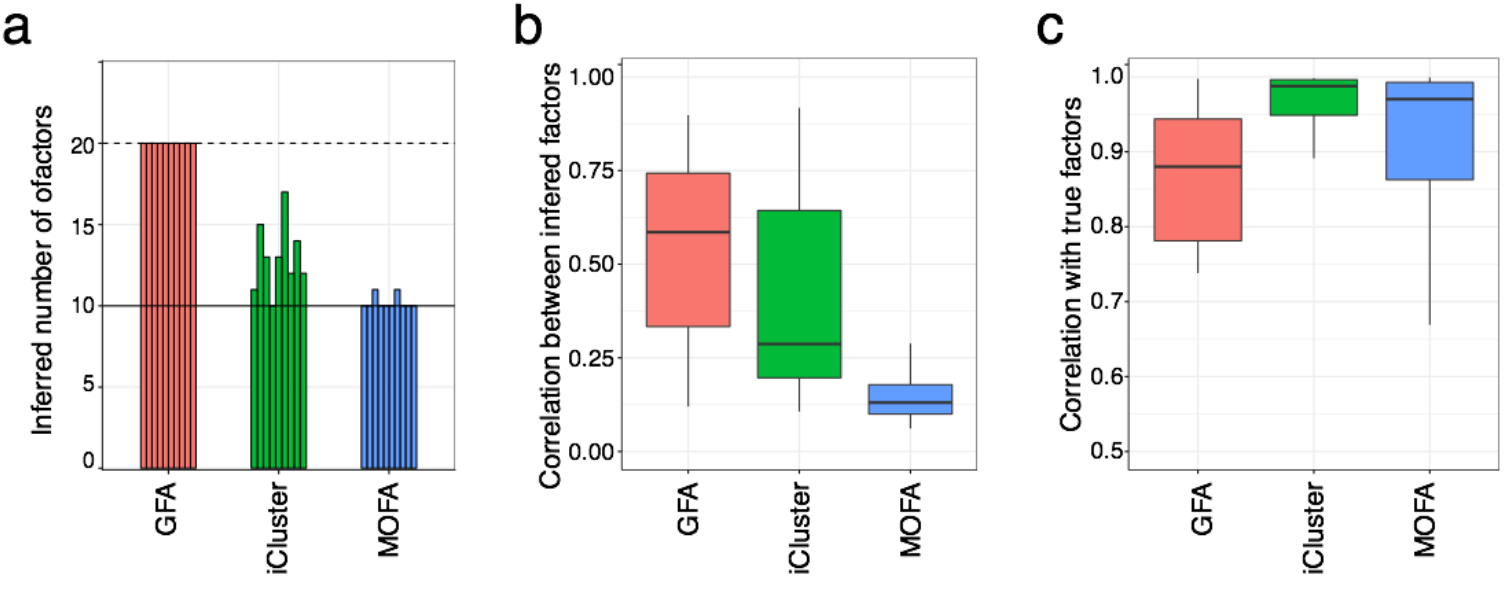 a
Inferred number of ofactors
20
15
10
5
0
GFA
iCluster
MOFA
b
Correlation between infered factors
1.00
0.75
0.50
0.25
0.00
GFA
iCluster
MOFA
c
Correlation with true factors
1.0
0.9
0.8
0.7
0.6
0.5
GFA
iCluster
MOFA